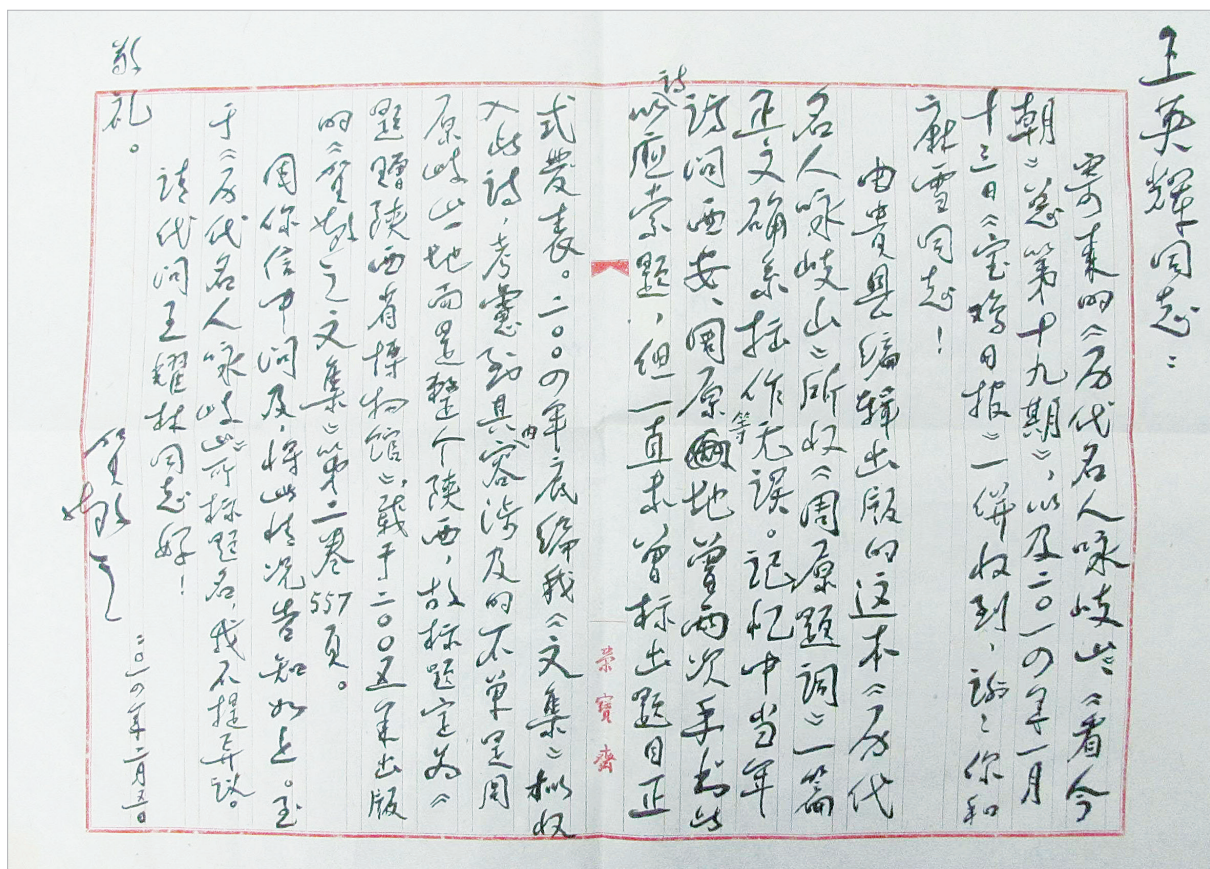 王英辉同志：
寄来的《历代名人咏岐山》、《看今
朝》总第十九期》，以及二〇一〇年一月
十三日《宝鸡日报》一併收到，谢谢你和
麻雪同志！
由贵县编辑出版的这本《历代
名人咏岐山》所收《周原题词》一篇
正文确系拙作无误。记忆中当年
诗词西安、周原等地曾两次手书此
诗以应索题，但一直未曾标出题目正
式发表。二〇〇〇年底编我《文集》拟收
入此诗，考虑到其内容涉及的不单是周
原岐山一地而是整个陕西，故标题定为《
题赠陕西省博物馆》，载于二〇〇五年出版
的《贺敬之文集》第二卷557页。
因你信中问及，将此情况告知如上。至
于《历代名人咏岐山》所标题名，我不提异议。
请代问王耀林同志好！
敬礼。
贺敬之
二〇一〇年二月五日
荣宝斋